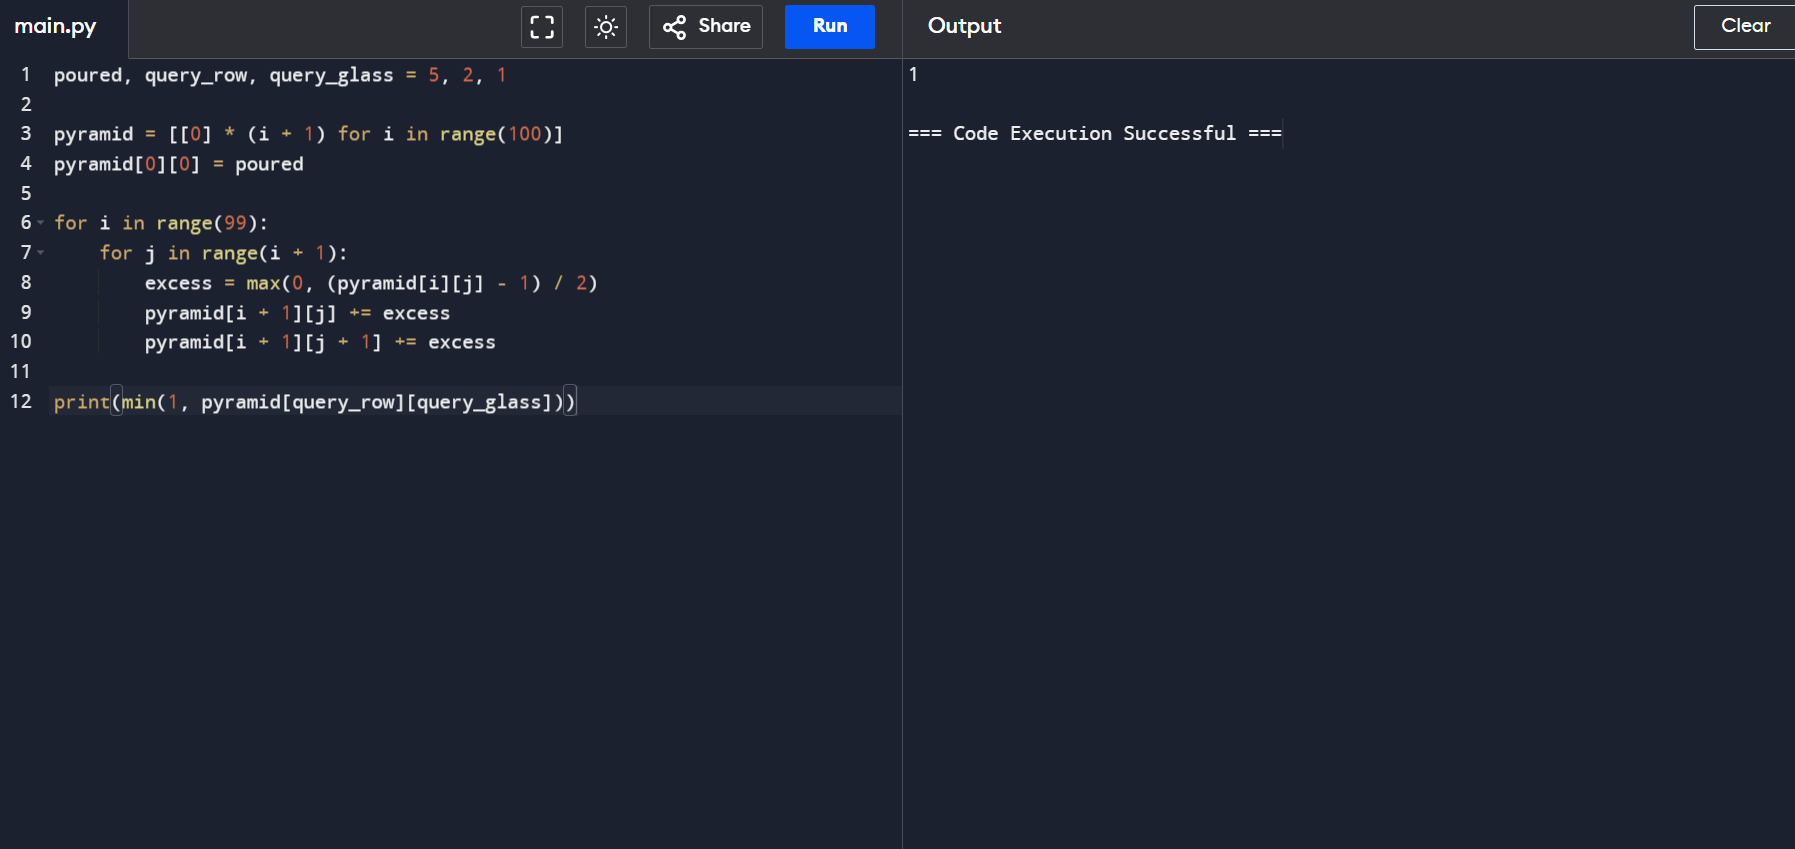 main.py
Share
Run
Output
Clear
1 poured, query_row, query_glass = 5, 2, 1
2
3 pyramid = [[0] * (i + 1) for i in range(100)]
4 pyramid[0][0] = poured
5
6 for i in range(99):
7     for j in range(i + 1):
8         excess = max(0, (pyramid[i][j] - 1) / 2)
9         pyramid[i + 1][j] += excess
10         pyramid[i + 1][j + 1] += excess
11
12 print(min(1, pyramid[query_row][query_glass]))
1
=== Code Execution Successful ===